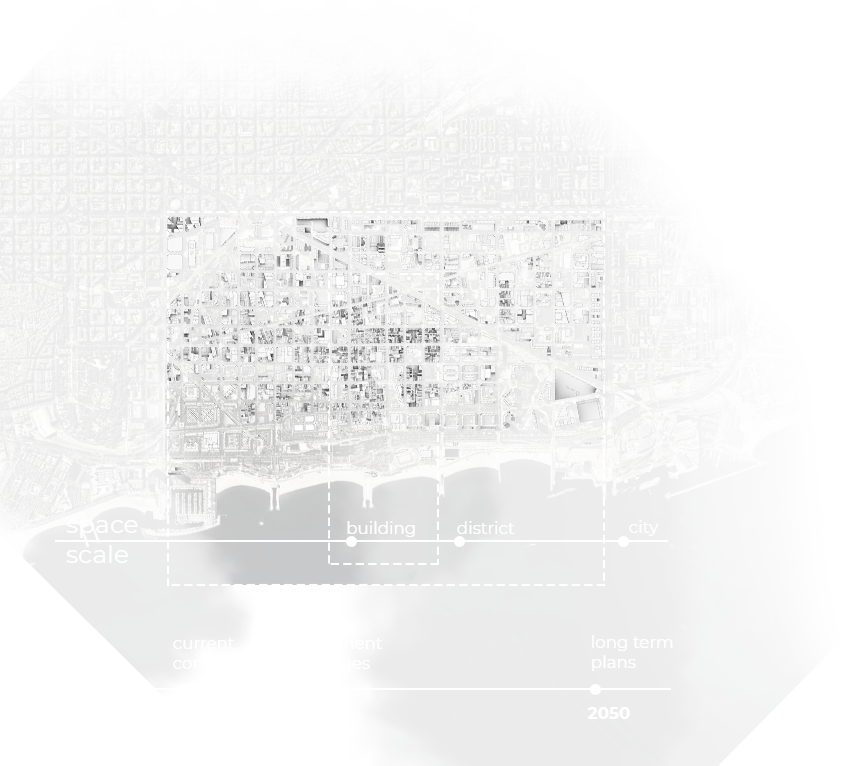 space
scale
building
district
city
current
long term
plans
2050